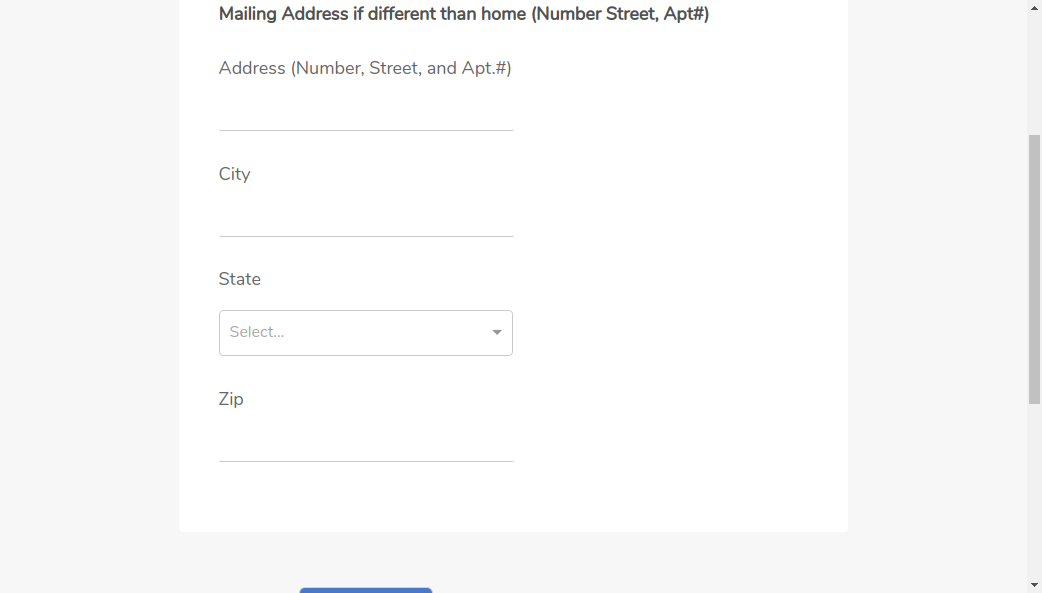 Mailing Address if different than home (Number Street, Apt#)
Address (Number, Street, and Apt.#)
City
State
Select...
Zip